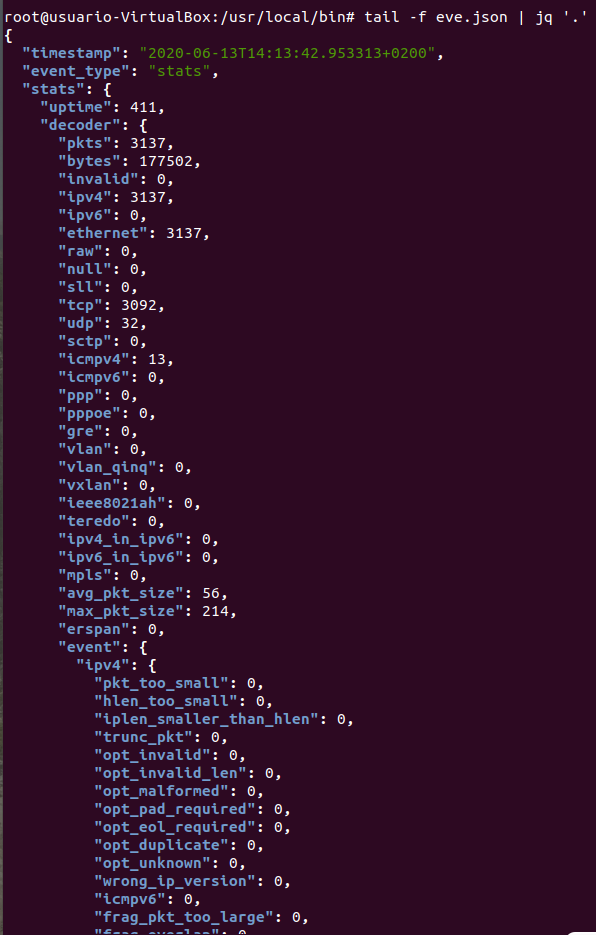 root@usuario-VirtualBox:/usr/local/bin# tail -f eve.json | jq '.'
{
  "timestamp": "2020-06-13T14:13:42.953313+0200",
  "event_type": "stats",
  "stats": {
    "uptime": 411,
    "decoder": {
      "pkts": 3137,
      "bytes": 177502,
      "invalid": 0,
      "ipv4": 3137,
      "ipv6": 0,
      "ethernet": 3137,
      "raw": 0,
      "null": 0,
      "sll": 0,
      "tcp": 3092,
      "udp": 32,
      "sctp": 0,
      "icmpv4": 13,
      "icmpv6": 0,
      "ppp": 0,
      "pppoe": 0,
      "gre": 0,
      "vlan": 0,
      "vlan_qinq": 0,
      "vxlan": 0,
      "ieee8021ah": 0,
      "teredo": 0,
      "ipv4_in_ipv6": 0,
      "ipv6_in_ipv6": 0,
      "mpls": 0,
      "avg_pkt_size": 56,
      "max_pkt_size": 214,
      "erspan": 0,
      "event": {
        "ipv4": {
          "pkt_too_small": 0,
          "hlen_too_small": 0,
          "iplen_smaller_than_hlen": 0,
          "trunc_pkt": 0,
          "opt_invalid": 0,
          "opt_invalid_len": 0,
          "opt_malformed": 0,
          "opt_pad_required": 0,
          "opt_eol_required": 0,
          "opt_duplicate": 0,
          "opt_unknown": 0,
          "wrong_ip_version": 0,
          "icmpv6": 0,
          "frag_pkt_too_large": 0,